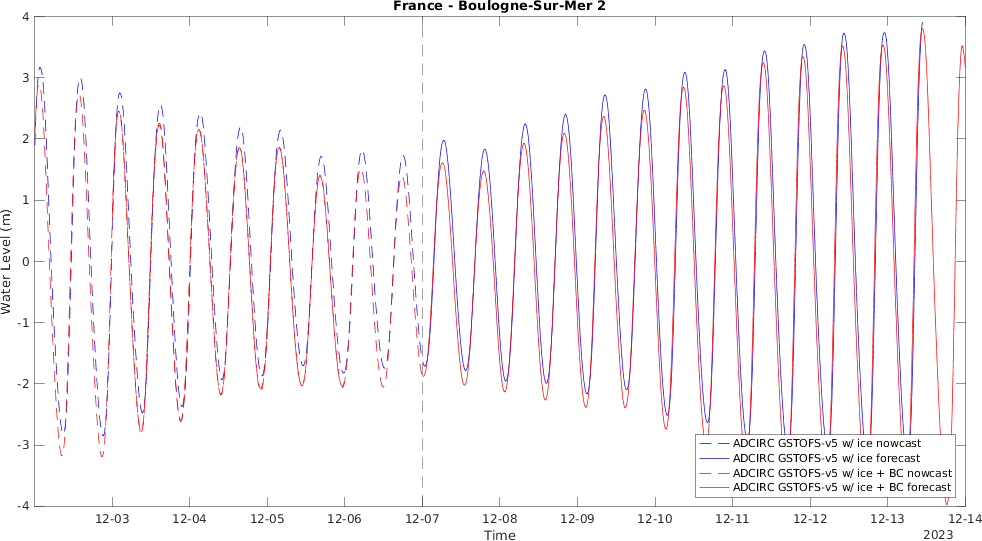 France - Boulogne-Sur-Mer 2
Water Level (m)
4
3
2
1
0
-1
-2
-3
-4
ADCIRC GSTOFS-v5 w/ ice nowcast
ADCIRC GSTOFS-v5 w/ ice forecast
ADCIRC GSTOFS-v5 w/ ice + BC nowcast
ADCIRC GSTOFS-v5 w/ ice + BC forecast
12-03 12-04 12-05 12-06 12-07 12-08 12-09 12-10 12-11 12-12 12-13 12-14
Time
2023